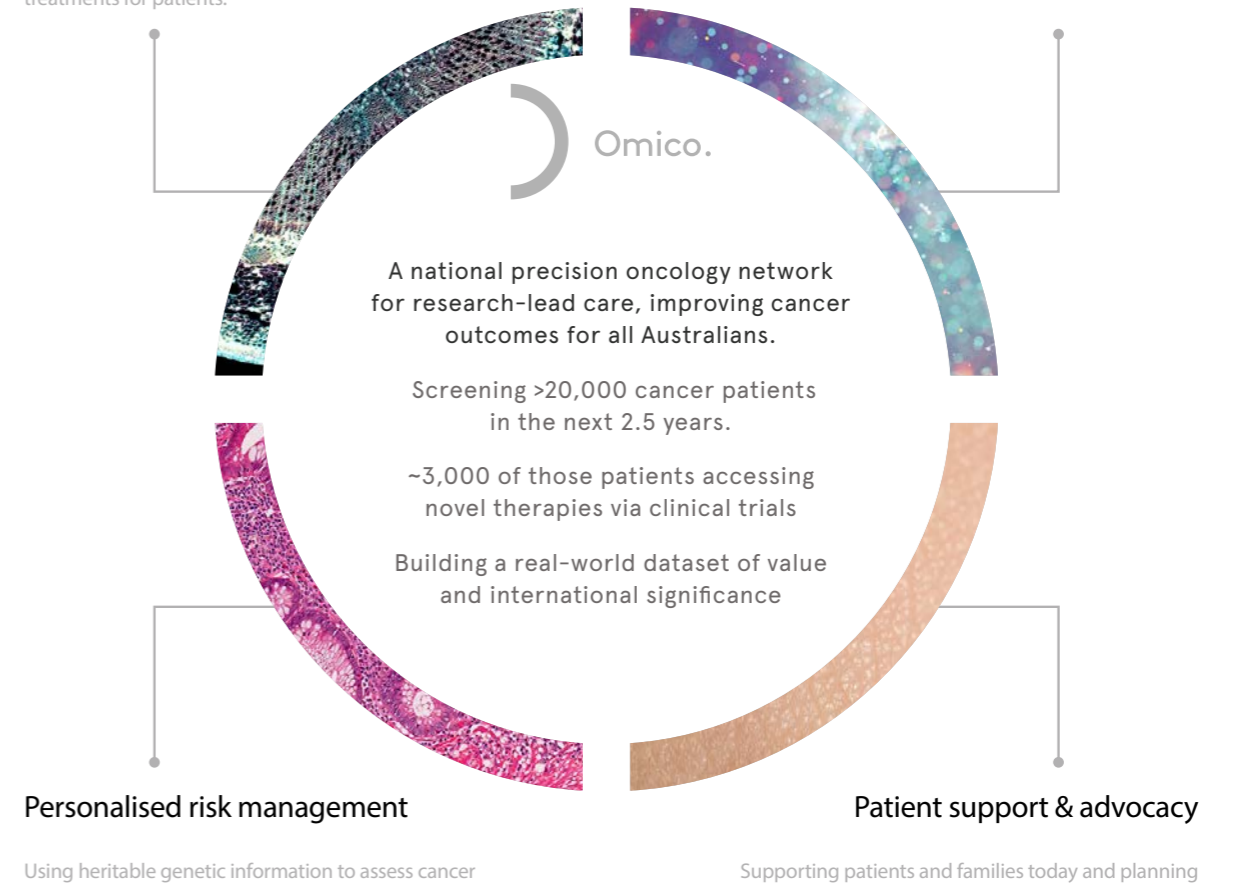 treatments for patients.
Omico.
A national precision oncology network
for research-lead care, improving cancer
outcomes for all Australians.
Screening >20,000 cancer patients
in the next 2.5 years.
~3,000 of those patients accessing
novel therapies via clinical trials
Building a real-world dataset of value
and international significance
Personalised risk management
Patient support & advocacy
Using heritable genetic information to assess cancer
Supporting patients and families today and planning